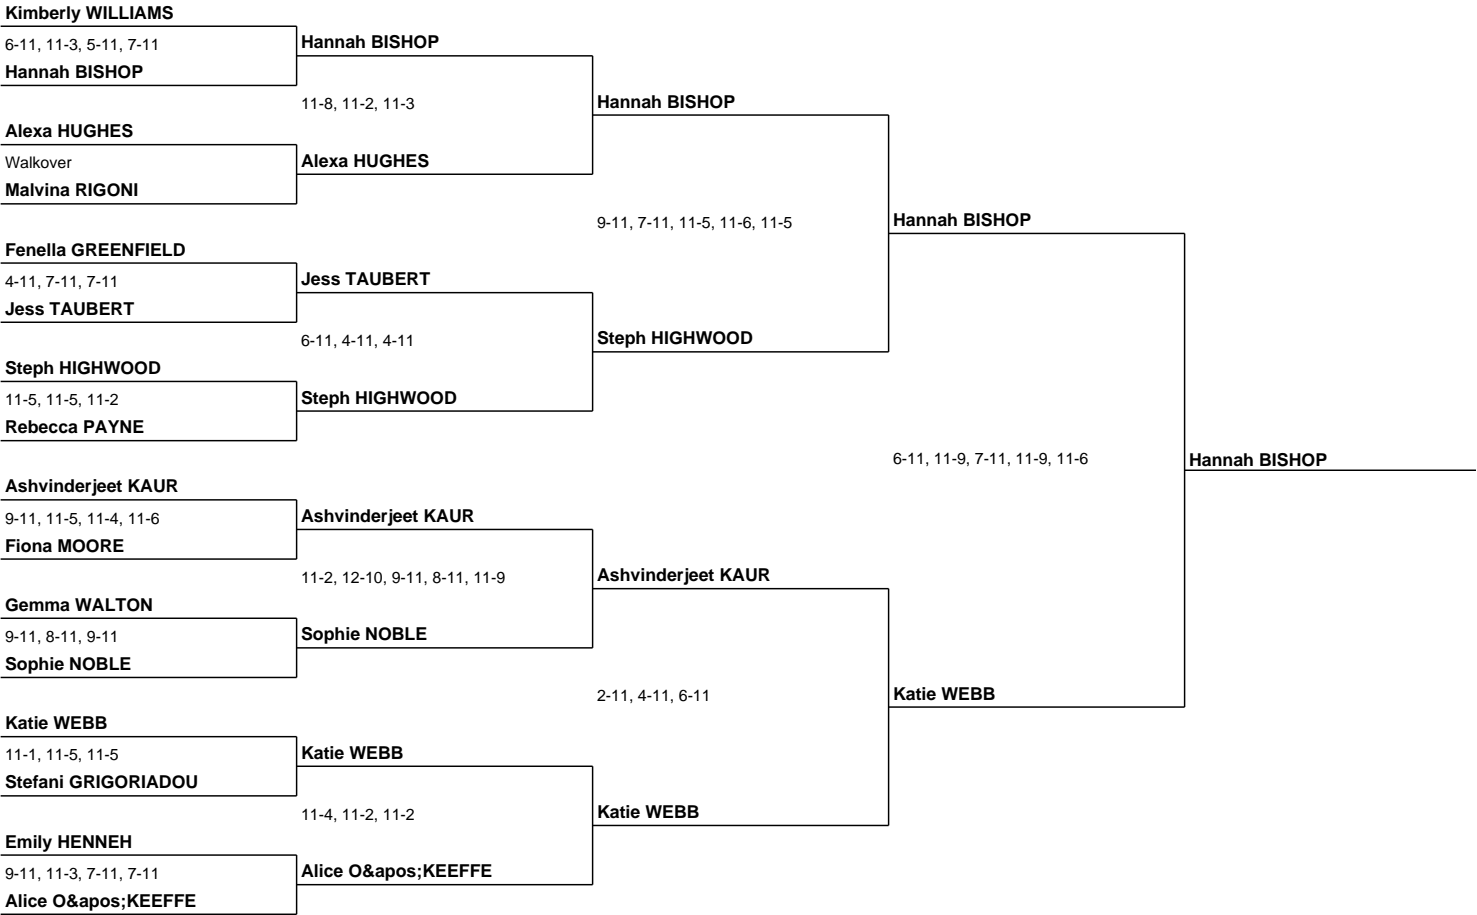 Kimberly WILLIAMS
6-11, 11-3, 5-11, 7-11
Hannah BISHOP
Alexa HUGHES
Walkover
Malvina RIGONI
Fenella GREENFIELD
4-11, 7-11, 7-11
Jess TAUBERT
Steph HIGHWOOD
11-5, 11-5, 11-2
Rebecca PAYNE
Ashvinderjeet KAUR
9-11, 11-5, 11-4, 11-6
Fiona MOORE
Gemma WALTON
9-11, 8-11, 9-11
Sophie NOBLE
Katie WEBB
11-1, 11-5, 11-5
Stefani GRIGORIADOU
Emily HENNEH
9-11, 11-3, 7-11, 7-11
Alice O&apos;KEEFFE
Hannah BISHOP
11-8, 11-2, 11-3
Alexa HUGHES
Jess TAUBERT
6-11, 4-11, 4-11
Steph HIGHWOOD
Ashvinderjeet KAUR
11-2, 12-10, 9-11, 8-11, 11-9
Sophie NOBLE
Katie WEBB
11-4, 11-2, 11-2
Alice O&apos;KEEFFE
Hannah BISHOP
9-11, 7-11, 11-5, 11-6, 11-5
Steph HIGHWOOD
Ashvinderjeet KAUR
2-11, 4-11, 6-11
Katie WEBB
Hannah BISHOP
6-11, 11-9, 7-11, 11-9, 11-6
Katie WEBB
Hannah BISHOP